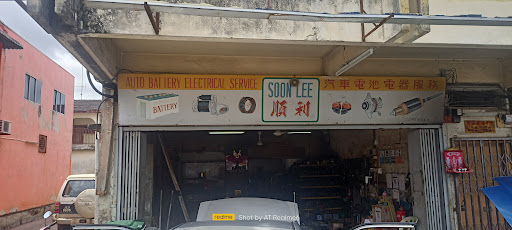 AUTO BATTERY ELECTRICAL SERVICE
SOON LEE
順利
汽車電池電器服務
BATTERY
realme Shot by AT Realme